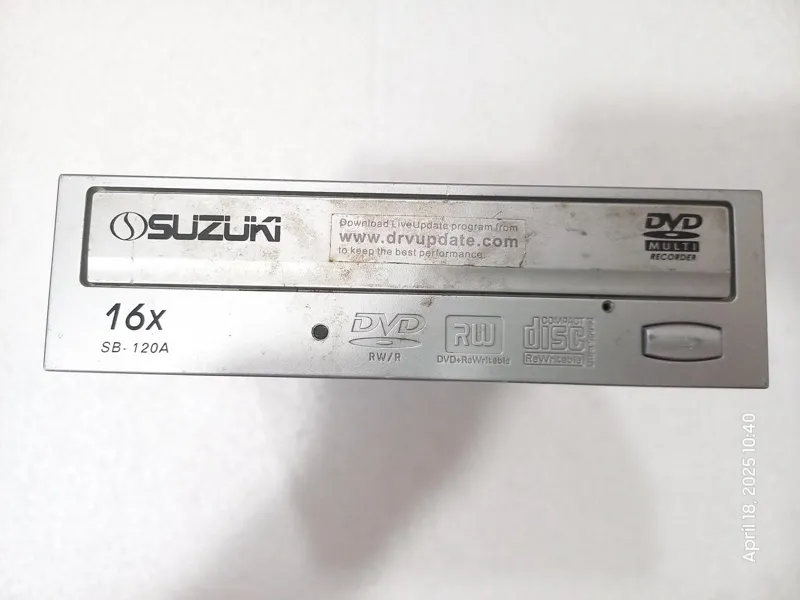 SUZUKI
Download LiveUpdate program from
www.drvupdate.com
to keep the best performance.
DVD
MULTI
RECORDER
16x
SB-120A
DVD
RW/R
RW
DVD+ReWritable
COMPACT
disc
ReWritable
April 18, 2025 10:40